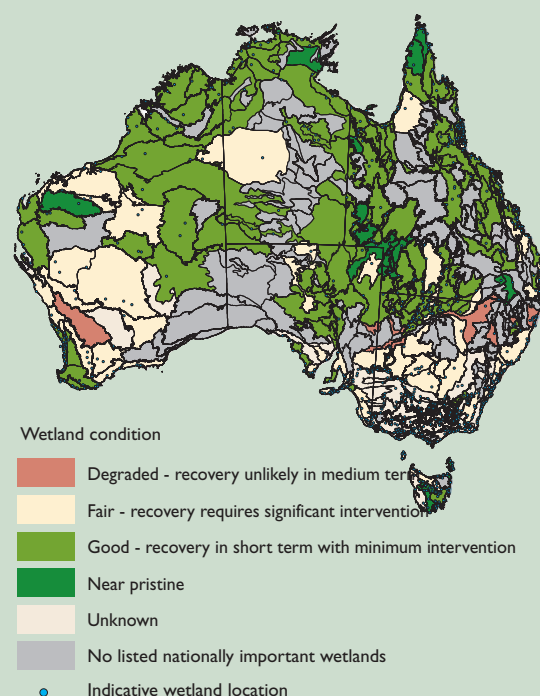 Wetland condition
Degraded - recovery unlikely in medium term
Fair - recovery requires significant intervention
Good - recovery in short term with minimum intervention
Near pristine
Unknown
No listed nationally important wetlands
Indicative wetland location